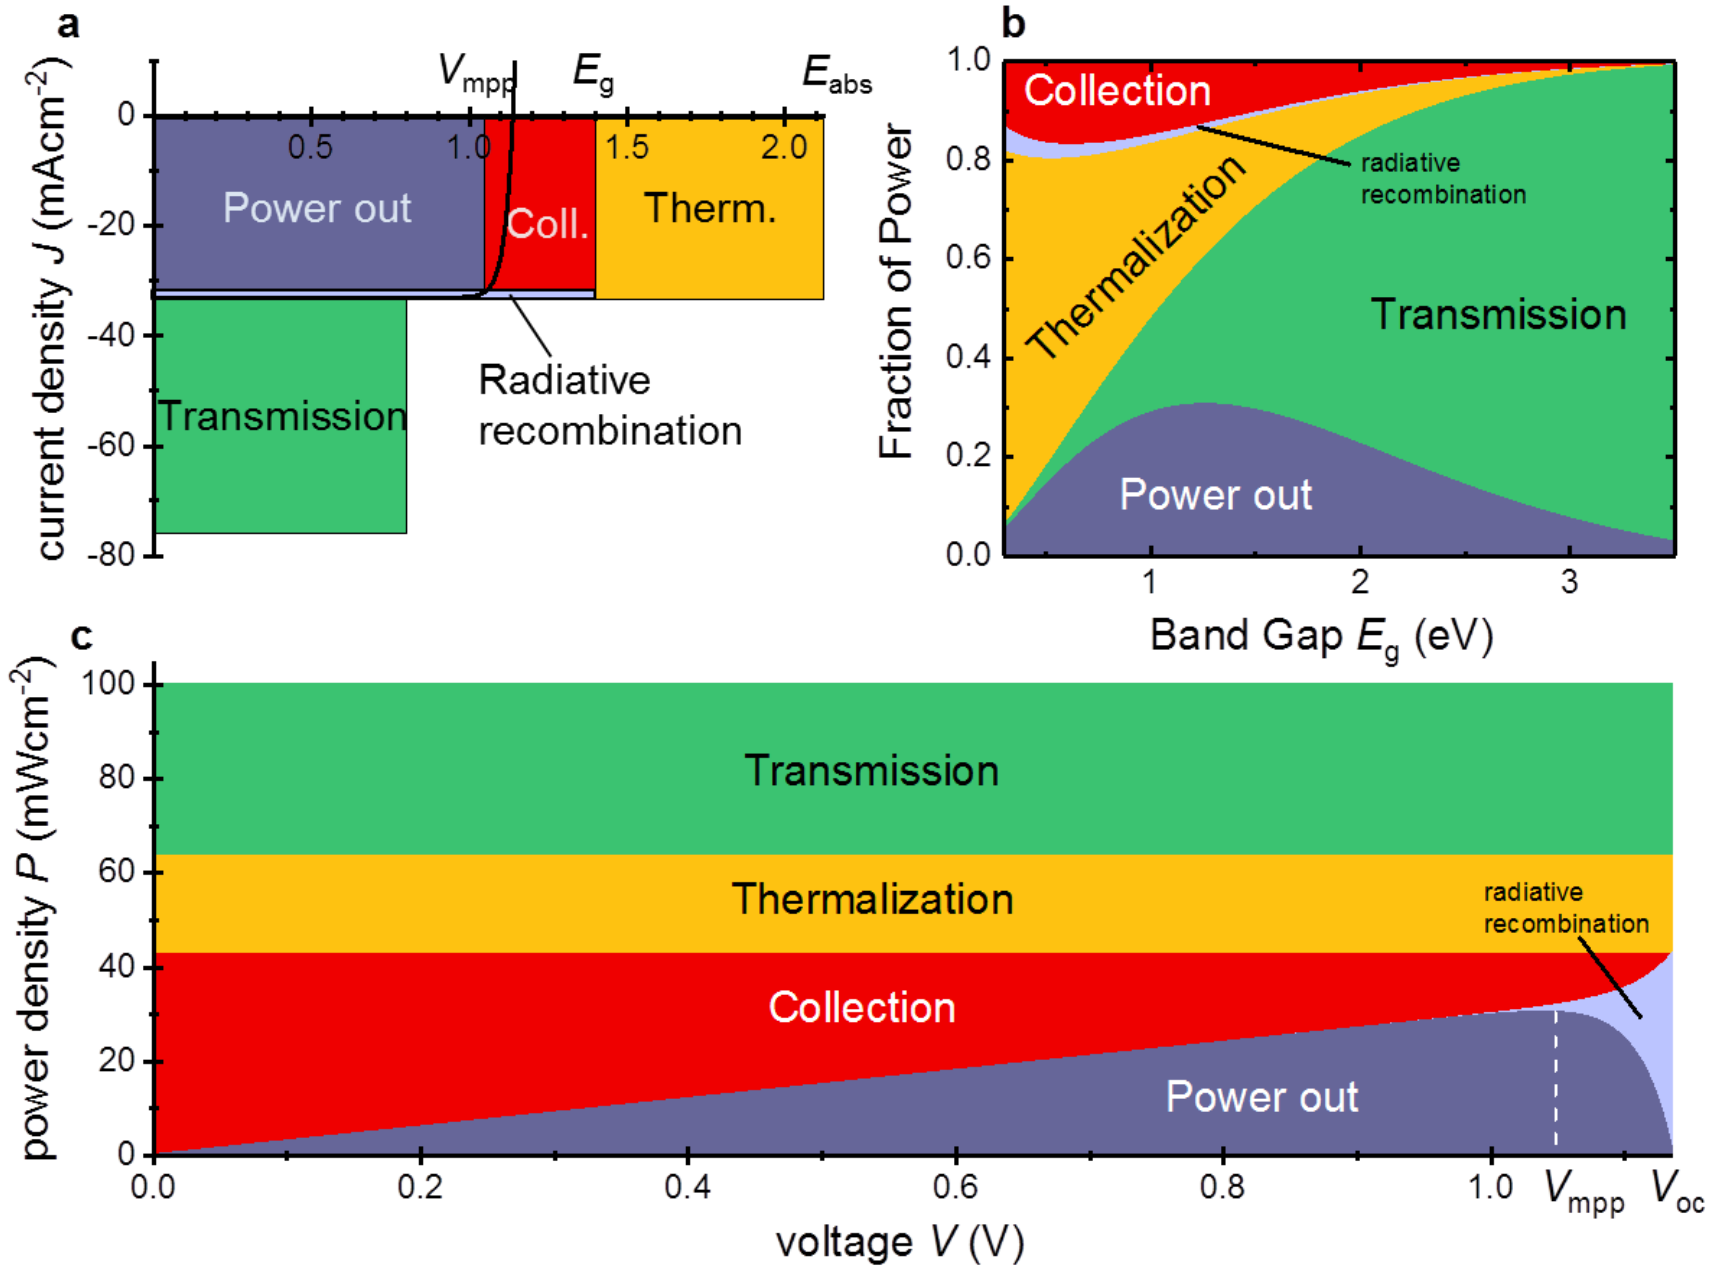 a
V_mpp E_g E_abs
current density J (mAcm^-2)
0
-20
-40
-60
-80
0.5 1.0 1.5 2.0
Power out
Coll.
Therm.
Transmission
Radiative
recombination
b
Fraction of Power
1.0
0.8
0.6
0.4
0.2
0.0
Collection
radiative
recombination
Thermalization
Transmission
Power out
1 2 3
Band Gap E_g (eV)
c
power density P (mWcm^-2)
100
80
60
40
20
0
Transmission
Thermalization
radiative
recombination
Collection
Power out
0.0 0.2 0.4 0.6 0.8 1.0 V_mpp V_oc
voltage V (V)